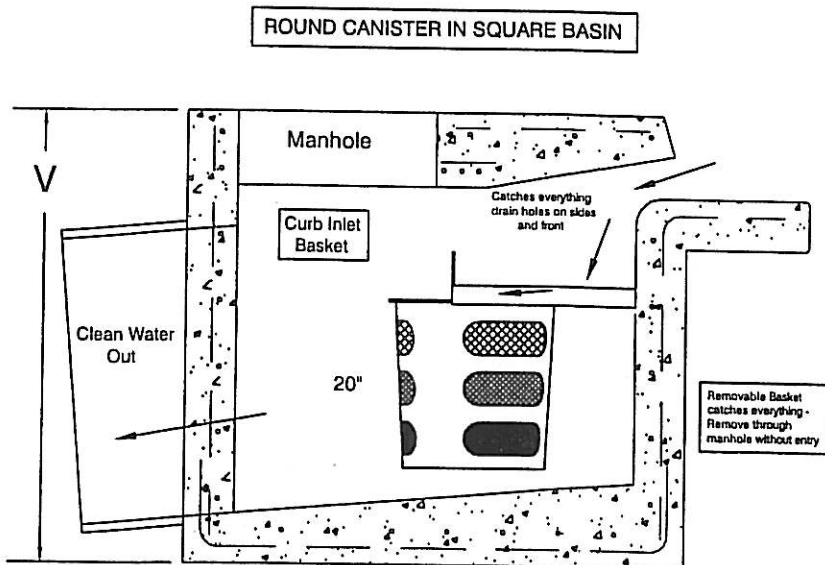 ROUND CANISTER IN SQUARE BASIN
Manhole
V
Catches everything
drain holes on sides
and front
Curb Inlet
Basket
Clean Water
Out
20"
Removable Basket
catches everything -
Remove through
manhole without entry